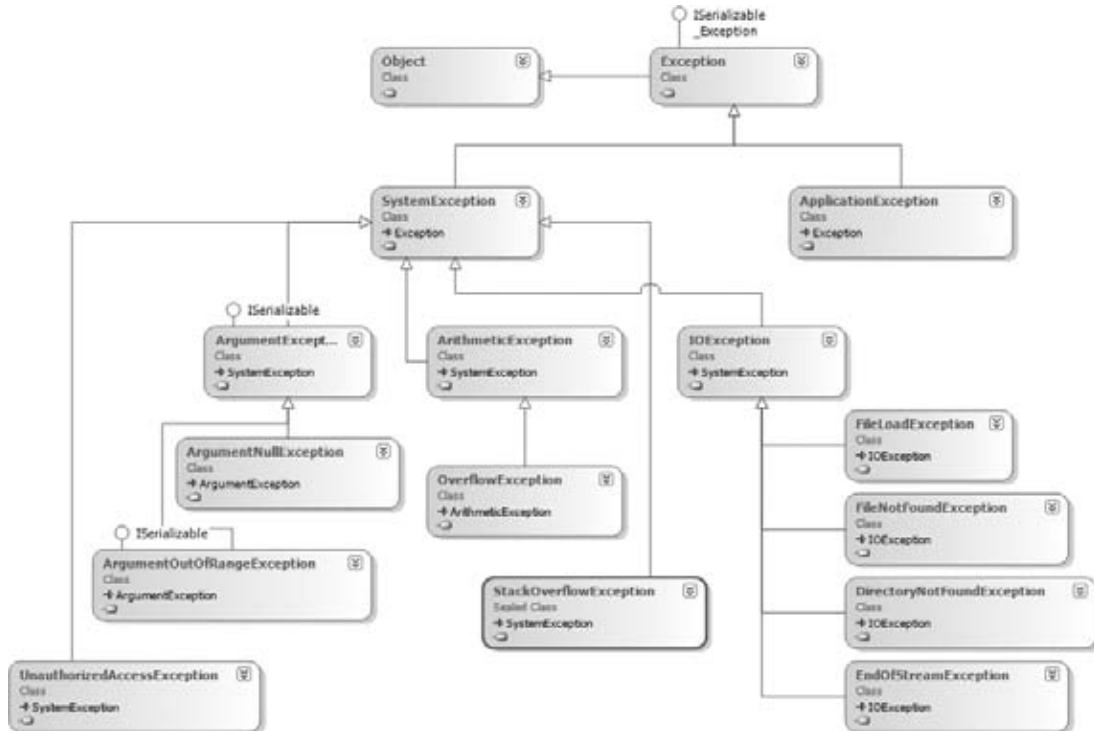 ISerializable
_Exception
Object
Class
Exception
Class
SystemException
Class
Exception
ApplicationException
Class
Exception
ISerializable
ArgumentExcept...
Class
SystemException
ArithmeticException
Class
SystemException
IOException
Class
SystemException
FileLoadException
Class
IOException
ArgumentNullException
Class
ArgumentException
OverflowException
Class
ArithmeticException
FileNotFoundException
Class
IOException
ISerializable
ArgumentOutOfRangeException
Class
ArgumentException
StackOverflowException
Sealed Class
SystemException
DirectoryNotFoundException
Class
IOException
UnauthorizedAccessException
Class
SystemException
EndOfStreamException
Class
IOException